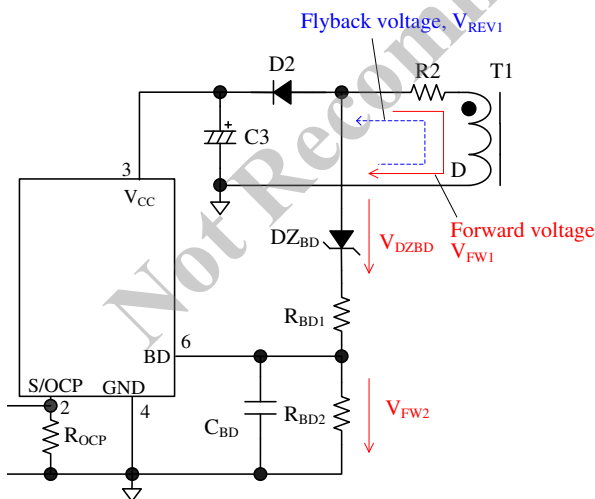 Flyback voltage, VREV1
D2
R2
T1
C3
3
VCC
D
Forward voltage
VFW1
DZBD
VDZBD
RBD1
6
BD
S/OCP
GND
2
4
ROCP
CBD
RBD2
VFW2
+
Not Recom